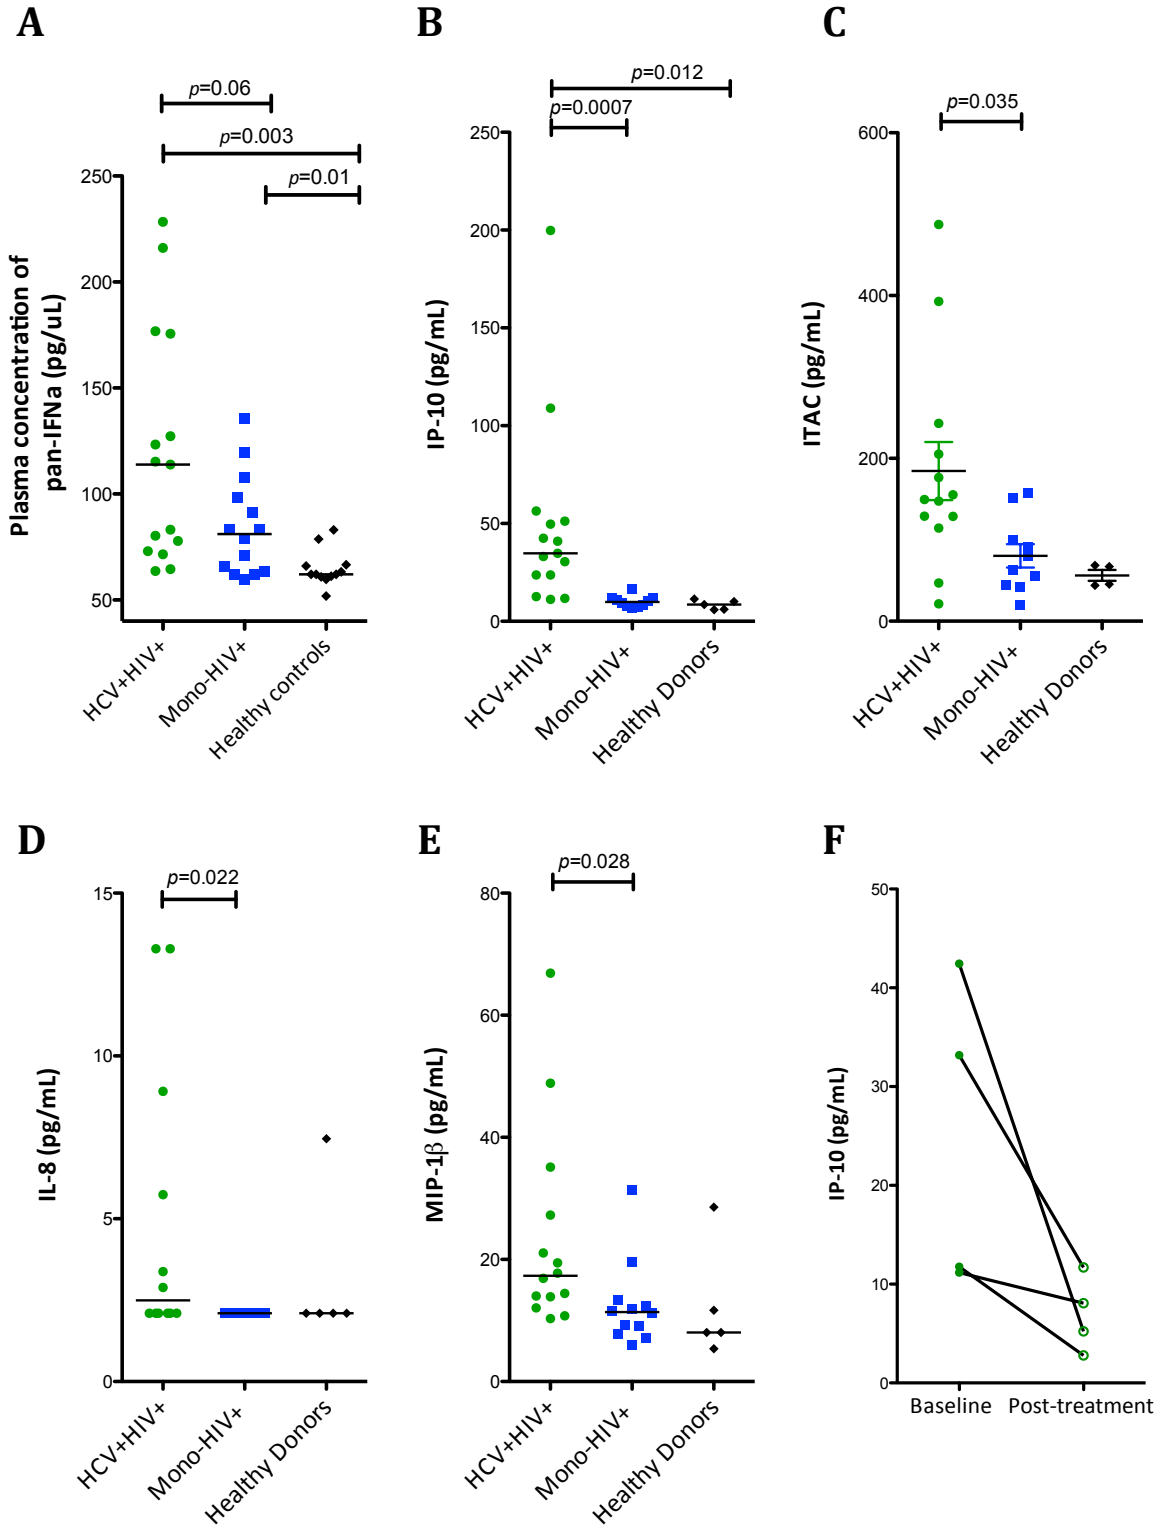 A
p=0.06
p=0.003
p=0.01
Plasma concentration of
pan-IFNa (pg/uL)
250
200
150
100
50
HCV+HIV+
Mono-HIV+
Healthy controls
B
p=0.012
p=0.0007
IP-10 (pg/mL)
250
200
150
100
50
0
HCV+HIV+
Mono-HIV+
Healthy Donors
C
p=0.035
ITAC (pg/mL)
600
400
200
0
HCV+HIV+
Mono-HIV+
Healthy Donors
D
p=0.022
IL-8 (pg/mL)
15
10
5
0
HCV+HIV+
Mono-HIV+
Healthy Donors
E
p=0.028
MIP-1β (pg/mL)
80
60
40
20
0
HCV+HIV+
Mono-HIV+
Healthy Donors
F
IP-10 (pg/mL)
50
40
30
20
10
0
Baseline
Post-treatment